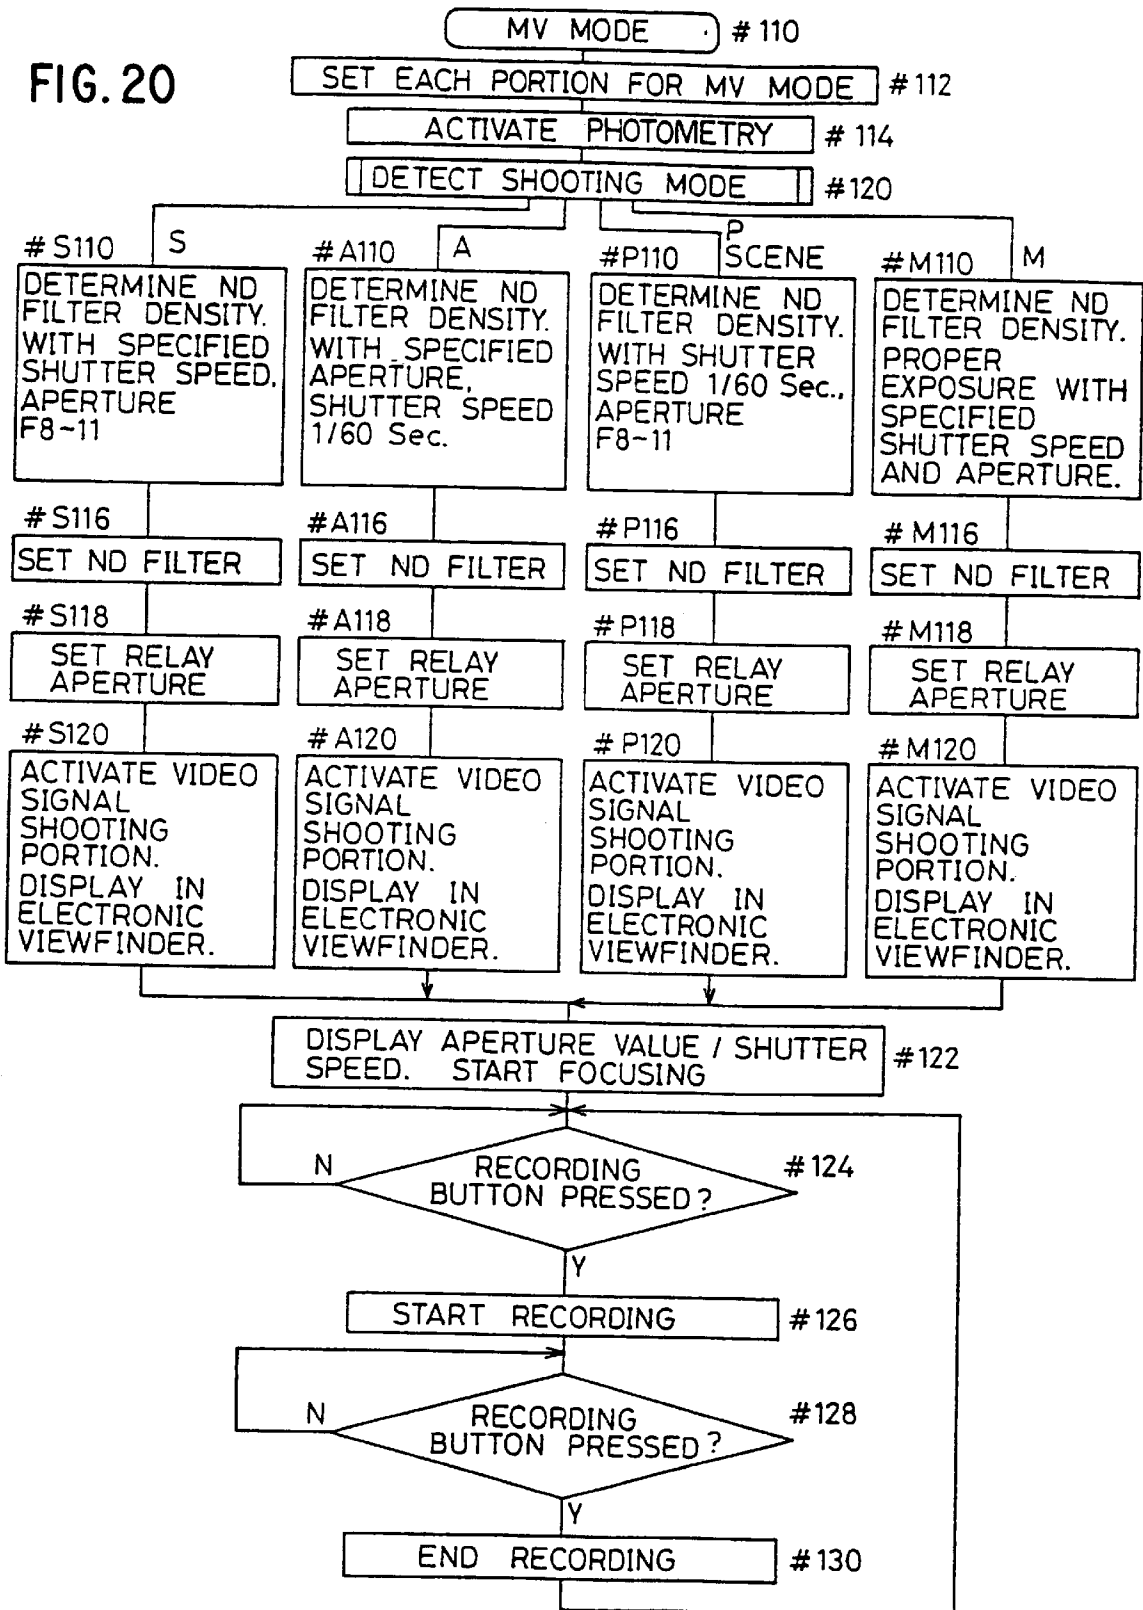 FIG. 20
MV MODE
#110
SET EACH PORTION FOR MV MODE
#112
ACTIVATE PHOTOMETRY
#114
DETECT SHOOTING MODE
#120
#S110
S
DETERMINE ND
FILTER DENSITY.
WITH SPECIFIED
SHUTTER SPEED,
APERTURE
F8~11
#S116
SET ND FILTER
#S118
SET RELAY
APERTURE
#S120
ACTIVATE VIDEO
SIGNAL
SHOOTING
PORTION.
DISPLAY IN
ELECTRONIC
VIEWFINDER.
#A110
A
DETERMINE ND
FILTER DENSITY.
WITH SPECIFIED
APERTURE,
SHUTTER SPEED
1/60 Sec.
#A116
SET ND FILTER
#A118
SET RELAY
APERTURE
#A120
ACTIVATE VIDEO
SIGNAL
SHOOTING
PORTION.
DISPLAY IN
ELECTRONIC
VIEWFINDER.
#P110
P
SCENE
DETERMINE ND
FILTER DENSITY.
WITH SHUTTER
SPEED 1/60 Sec.,
APERTURE
F8~11
#P116
SET ND FILTER
#P118
SET RELAY
APERTURE
#P120
ACTIVATE VIDEO
SIGNAL
SHOOTING
PORTION.
DISPLAY IN
ELECTRONIC
VIEWFINDER.
#M110
M
DETERMINE ND
FILTER DENSITY.
PROPER
EXPOSURE WITH
SPECIFIED
SHUTTER SPEED
AND APERTURE.
#M116
SET ND FILTER
#M118
SET RELAY
APERTURE
#M120
ACTIVATE VIDEO
SIGNAL
SHOOTING
PORTION.
DISPLAY IN
ELECTRONIC
VIEWFINDER.
DISPLAY APERTURE VALUE / SHUTTER
SPEED. START FOCUSING
#122
N
RECORDING
BUTTON PRESSED?
#124
Y
START RECORDING
#126
N
RECORDING
BUTTON PRESSED?
#128
Y
END RECORDING
#130